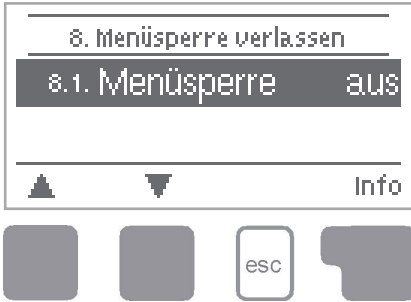 8. Menüsperre verlassen
8.1. Menüsperre aus
Info
esc